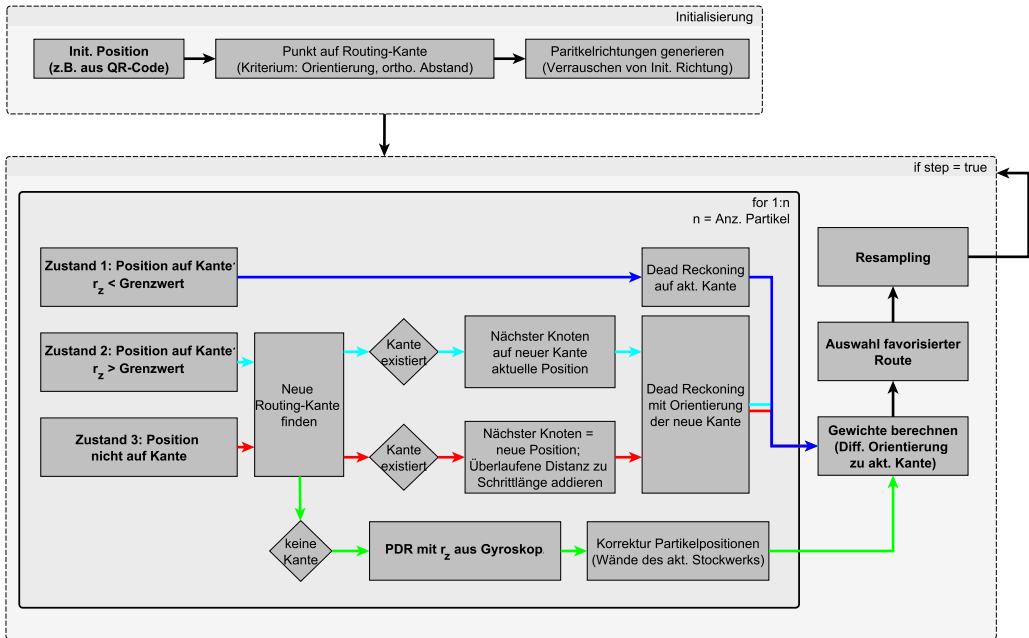 Initialisierung
Init. Position
(z.B. aus QR-Code)
Punkt auf Routing-Kante
(Kriterium: Orientierung, ortho. Abstand)
Paritkelrichtungen generieren
(Verrauschen von Init. Richtung)
if step = true
for 1:n
n = Anz. Partikel
Zustand 1: Position auf Kante
r_z < Grenzwert
Dead Reckoning
auf akt. Kante
Zustand 2: Position auf Kante
r_z > Grenzwert
Neue
Routing-Kante
finden
Kante
existiert
Nächster Knoten
auf neuer Kante
aktuelle Position
Dead Reckoning
mit Orientierung
der neue Kante
Zustand 3: Position
nicht auf Kante
Kante
existiert
Nächster Knoten =
neue Position;
Überlaufene Distanz zu
Schrittlänge addieren
keine
Kante
PDR mit r_z aus Gyroskop.
Korrektur Partikelpositionen
(Wände des akt. Stockwerks)
Gewichte berechnen
(Diff. Orientierung
zu akt. Kante)
Auswahl favorisierter
Route
Resampling